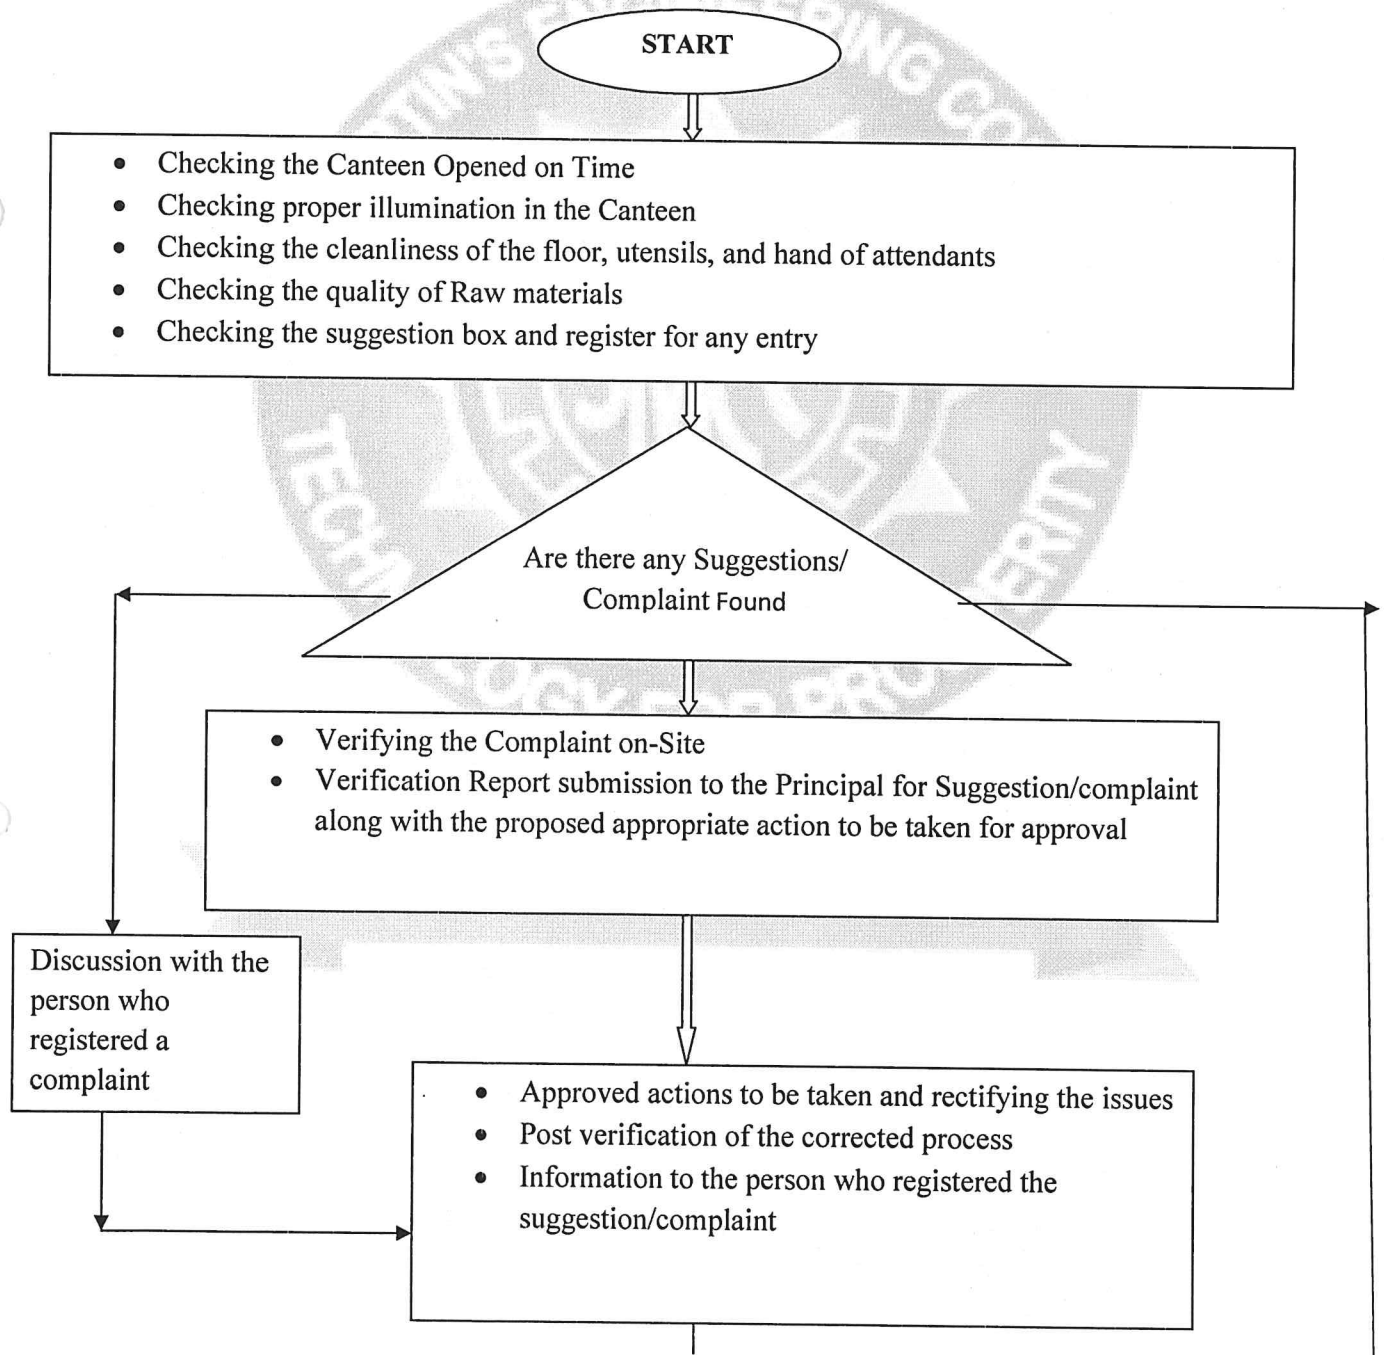 START
• Checking the Canteen Opened on Time
• Checking proper illumination in the Canteen
• Checking the cleanliness of the floor, utensils, and hand of attendants
• Checking the quality of Raw materials
• Checking the suggestion box and register for any entry
Are there any Suggestions/
Complaint Found
• Verifying the Complaint on-Site
• Verification Report submission to the Principal for Suggestion/complaint
along with the proposed appropriate action to be taken for approval
Discussion with the
person who
registered a
complaint
• Approved actions to be taken and rectifying the issues
• Post verification of the corrected process
• Information to the person who registered the
suggestion/complaint